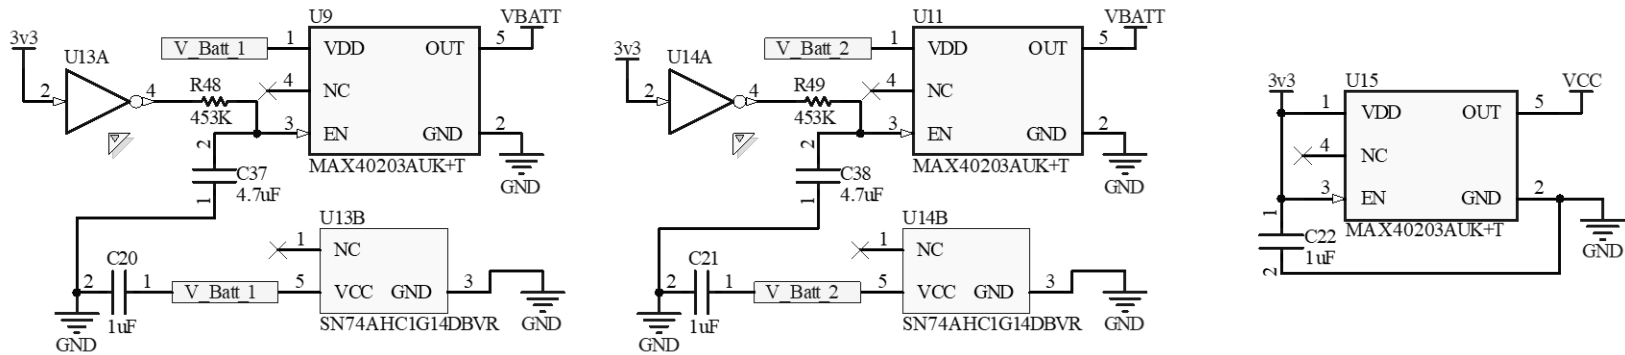 U9
VBATT
3v3
U13A
V_Batt_1
1
VDD
OUT
5
2
4
R48
453K
4
NC
3
EN
GND
2
MAX40203AUK+T
GND
2
C37
4.7uF
1
U13B
1
NC
C20
2
1
V_Batt_1
5
VCC
GND
3
1uF
SN74AHC1G14DBVR
GND
GND
U11
VBATT
3v3
U14A
V_Batt_2
1
VDD
OUT
5
2
4
R49
453K
4
NC
3
EN
GND
2
MAX40203AUK+T
GND
2
C38
4.7uF
1
U14B
1
NC
C21
2
1
V_Batt_2
5
VCC
GND
3
1uF
SN74AHC1G14DBVR
GND
GND
3v3
U15
VCC
1
VDD
OUT
5
4
NC
3
EN
GND
2
MAX40203AUK+T
1
C22
1uF
2
GND